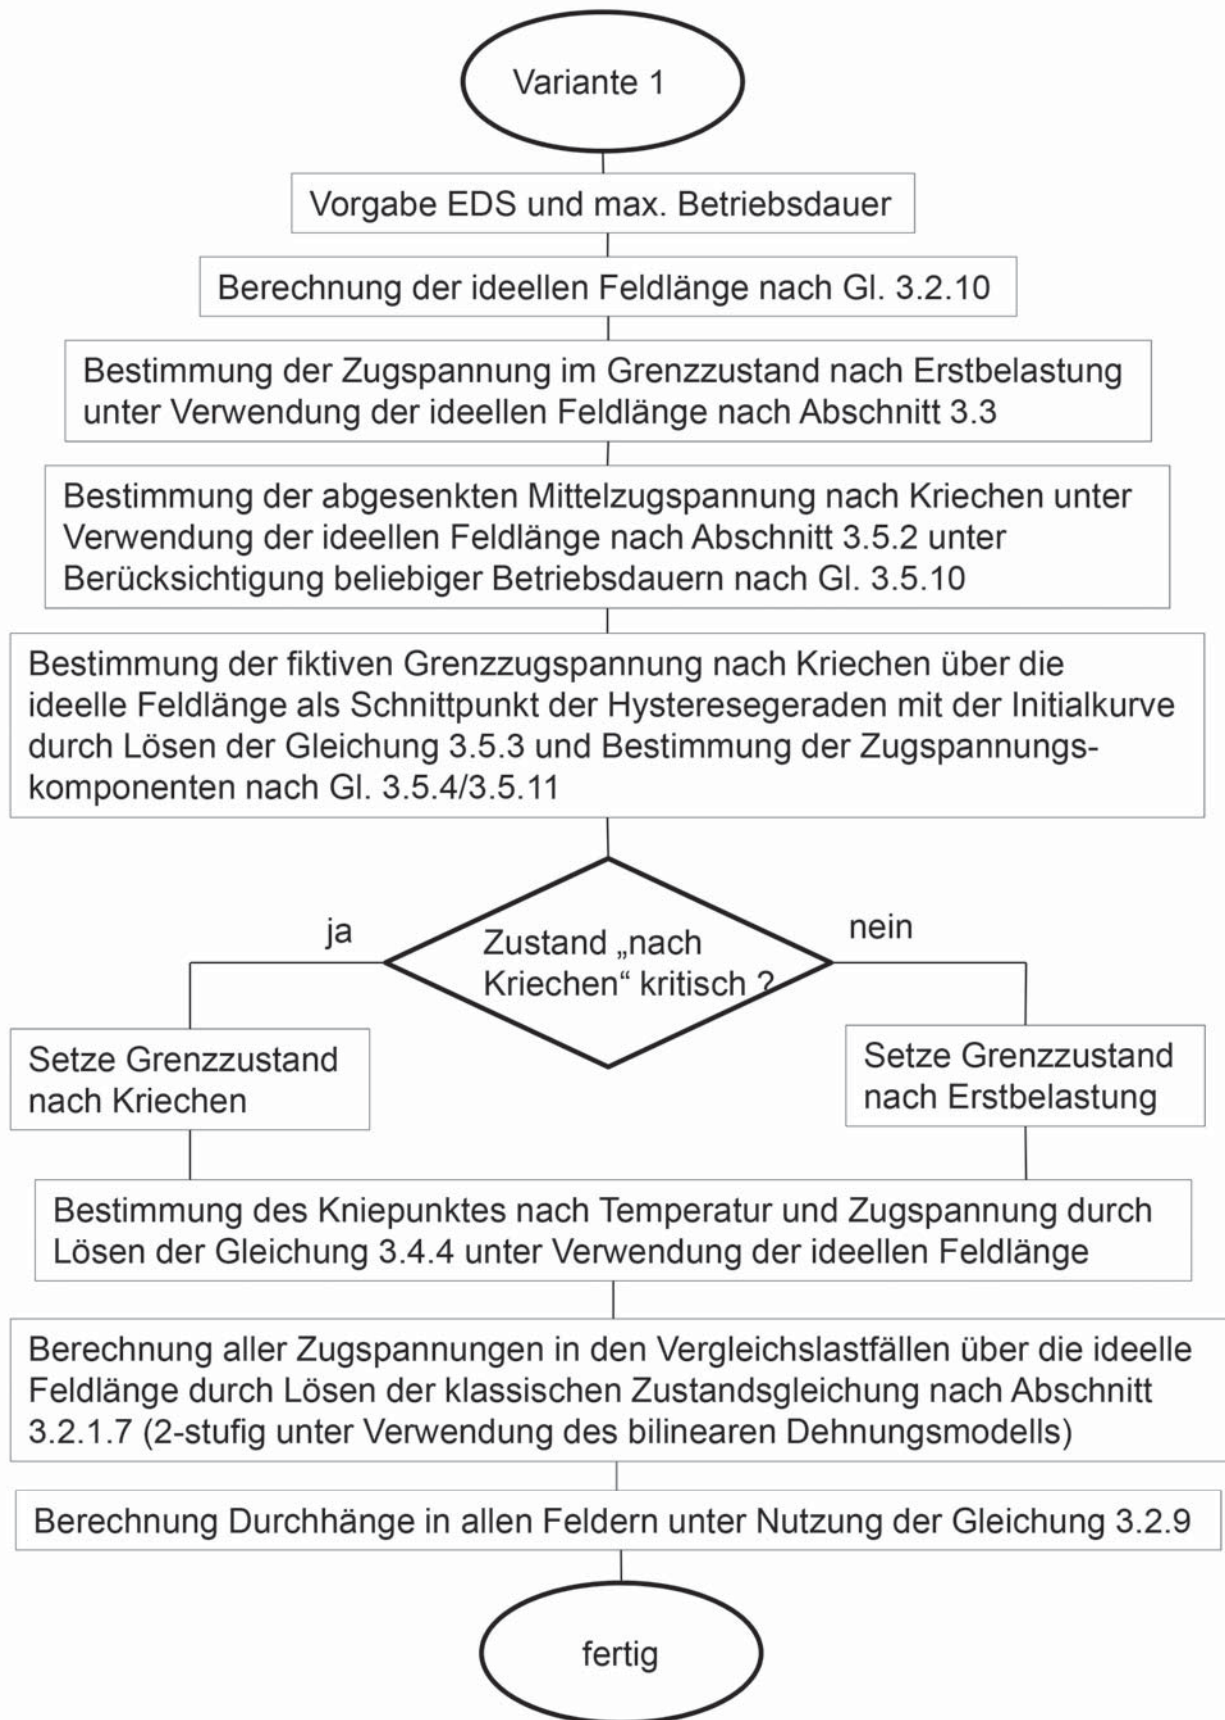 Variante 1
Vorgabe EDS und max. Betriebsdauer
Berechnung der ideellen Feldlänge nach Gl. 3.2.10
Bestimmung der Zugspannung im Grenzzustand nach Erstbelastung
unter Verwendung der ideellen Feldlänge nach Abschnitt 3.3
Bestimmung der abgesenkten Mittelzugspannung nach Kriechen unter
Verwendung der ideellen Feldlänge nach Abschnitt 3.5.2 unter
Berücksichtigung beliebiger Betriebsdauern nach Gl. 3.5.10
Bestimmung der fiktiven Grenzzugspannung nach Kriechen über die
ideelle Feldlänge als Schnittpunkt der Hysteresegeraden mit der Initialkurve
durch Lösen der Gleichung 3.5.3 und Bestimmung der Zugspannungs-
komponenten nach Gl. 3.5.4/3.5.11
ja
nein
Zustand „nach
Kriechen“ kritisch ?
Setze Grenzzustand
nach Kriechen
Setze Grenzzustand
nach Erstbelastung
Bestimmung des Kniepunktes nach Temperatur und Zugspannung durch
Lösen der Gleichung 3.4.4 unter Verwendung der ideellen Feldlänge
Berechnung aller Zugspannungen in den Vergleichslastfällen über die ideelle
Feldlänge durch Lösen der klassischen Zustandsgleichung nach Abschnitt
3.2.1.7 (2-stufig unter Verwendung des bilinearen Dehnungsmodells)
Berechnung Durchhänge in allen Feldern unter Nutzung der Gleichung 3.2.9
fertig